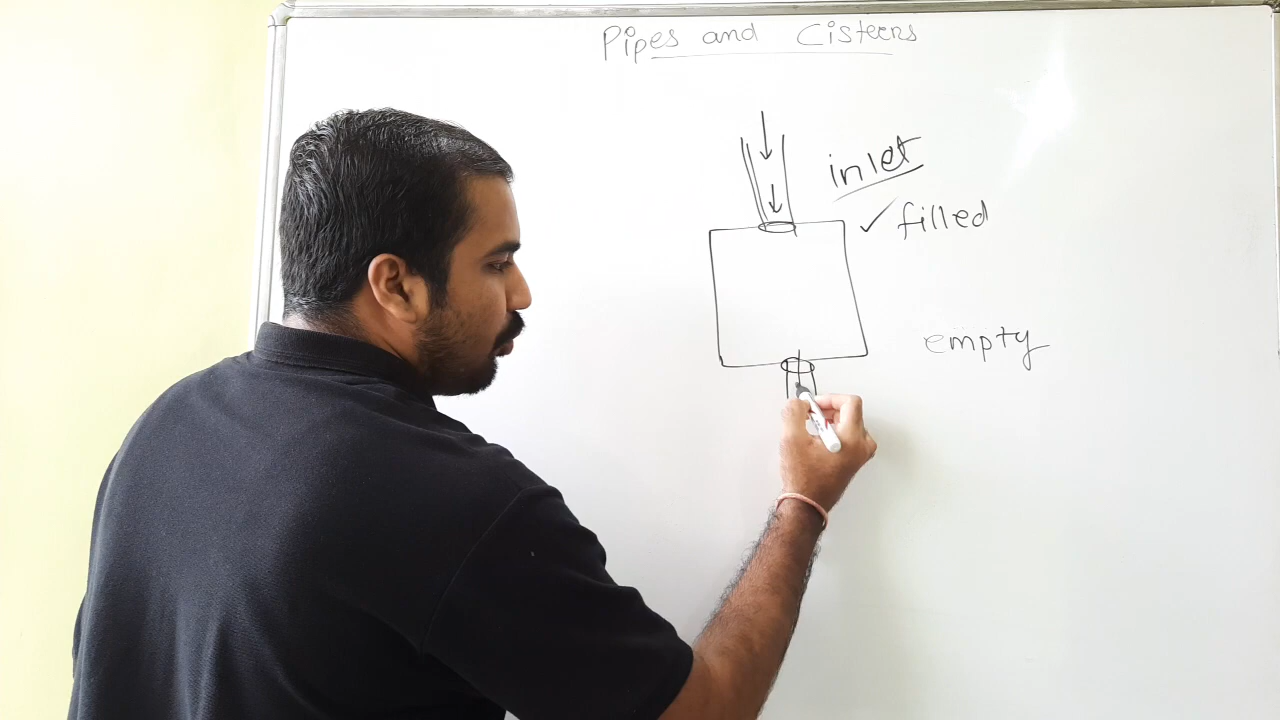 Pipes and Cisterns
inlet
✓ filled
empty